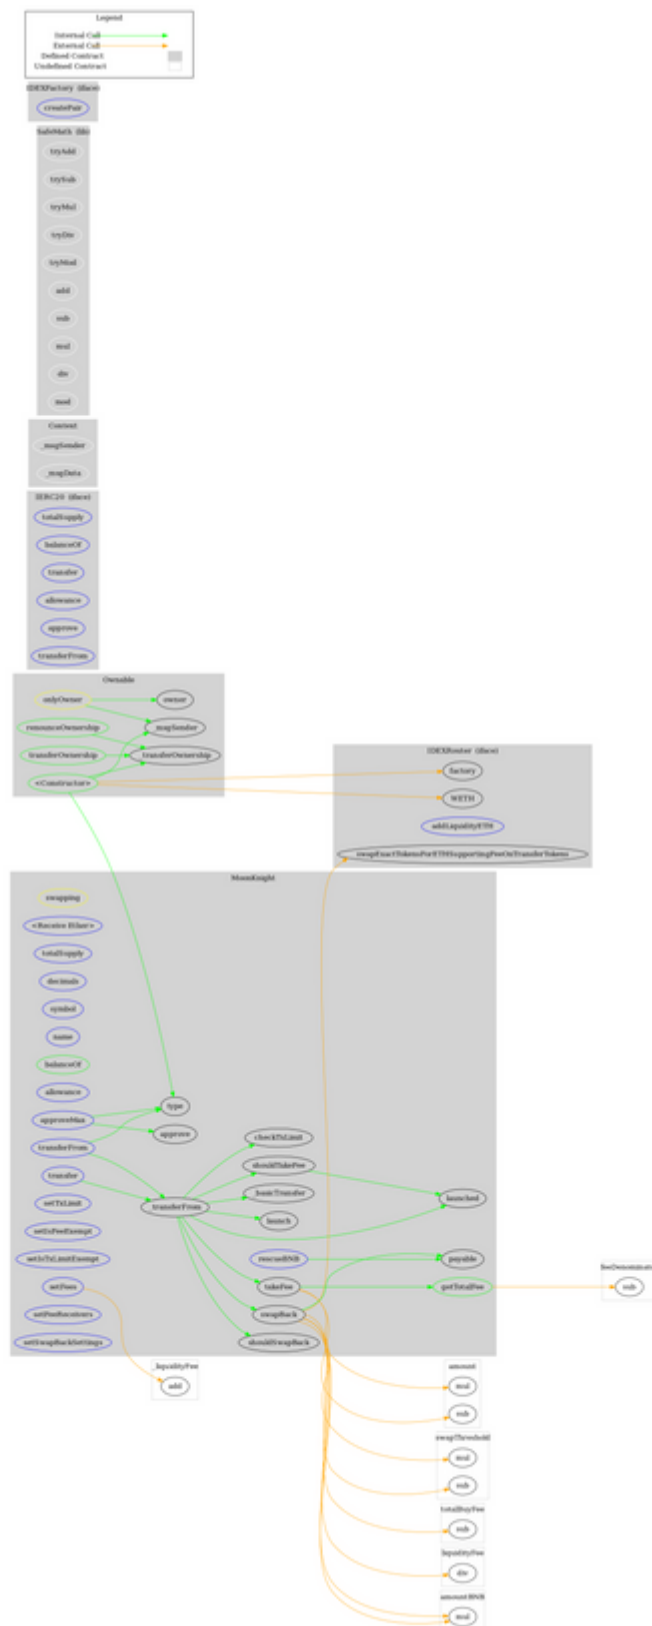 Legend
Internal Call
External Call
Defined Contract
Undefined Contract
IDEXFactory (iface)
createPair
SafeMath (lib)
tryAdd
trySub
tryMul
tryDiv
tryMod
add
sub
mul
div
mod
Context
_msgSender
_msgData
IERC20 (iface)
totalSupply
balanceOf
transfer
allowance
approve
transferFrom
Ownable
onlyOwner
owner
renounceOwnership
_msgSender
transferOwnership
_transferOwnership
<Constructor>
IDEXRouter (iface)
factory
WETH
addLiquidityETH
swapExactTokensForETHSupportingFeeOnTransferTokens
MoonKnight
swapping
<Receive Ether>
totalSupply
decimals
symbol
name
balanceOf
allowance
approveMax
type
approve
transferFrom
transfer
_transferFrom
setTxLimit
setIsFeeExempt
setIsTxLimitExempt
setFees
setFeeReceivers
setSwapBackSettings
checkTxLimit
shouldTakeFee
_basicTransfer
launch
launched
rescueBNB
payable
takeFee
getTotalFee
swapBack
shouldSwapBack
feeDenominato
sub
_liquidityFee
add
amount
mul
sub
swapThreshold
mul
sub
totalBuyFee
sub
liquidityFee
div
amountBNB
mul